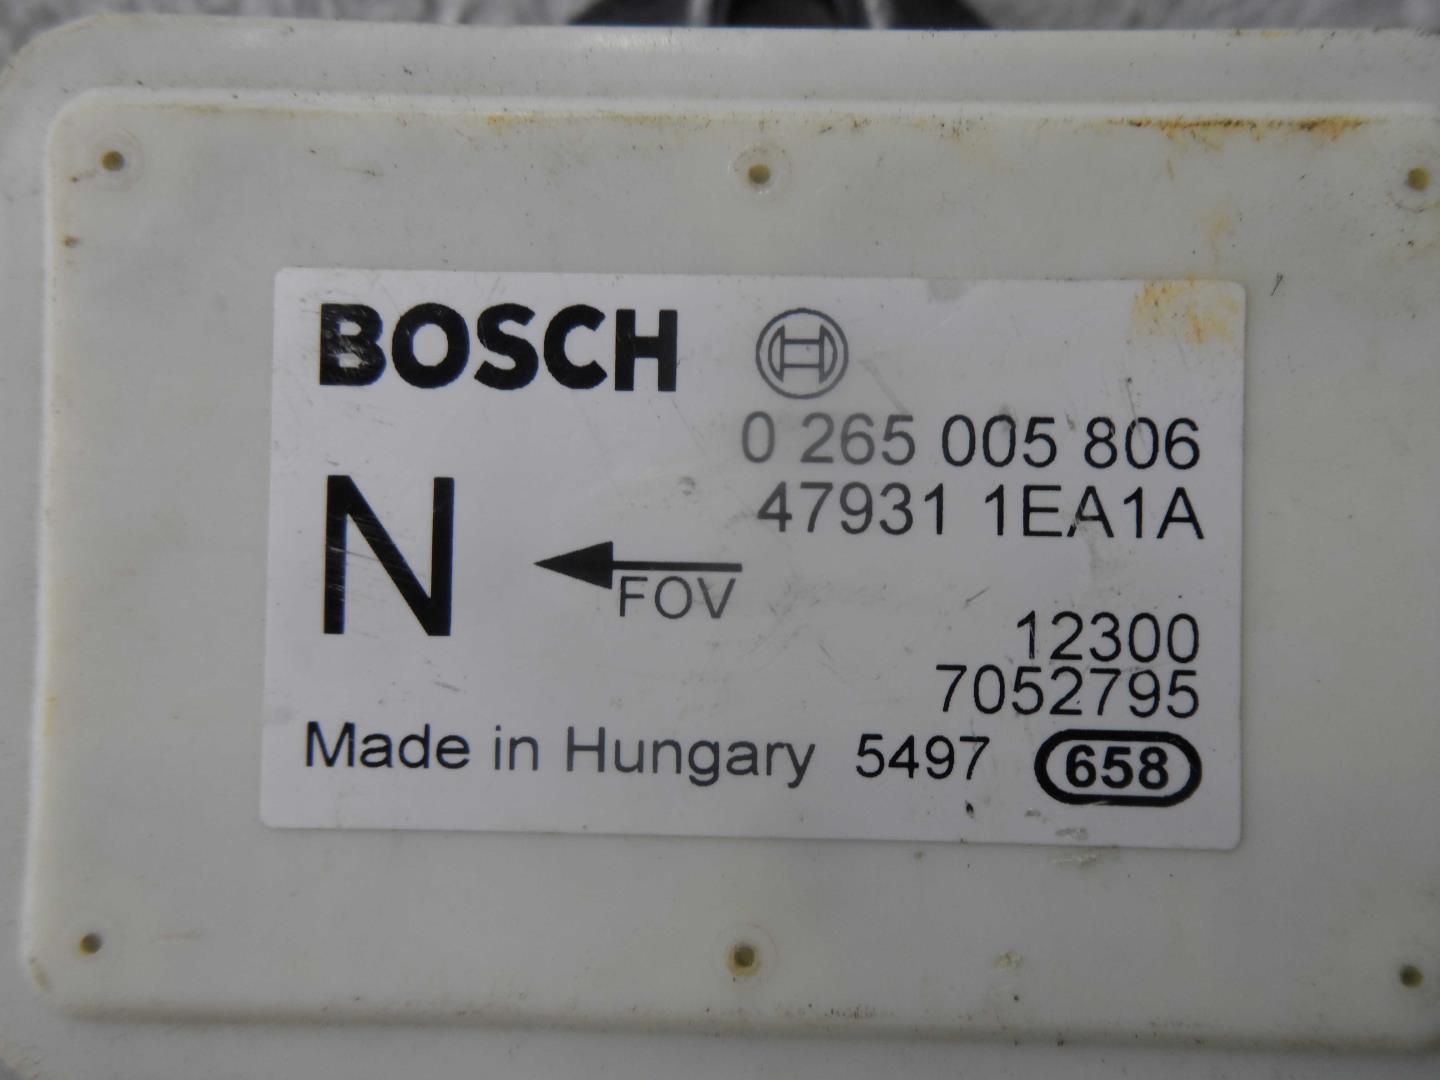 BOSCH
0 265 005 806
47931 1EA1A
N
FOV
12300
7052795
Made in Hungary 5497 658